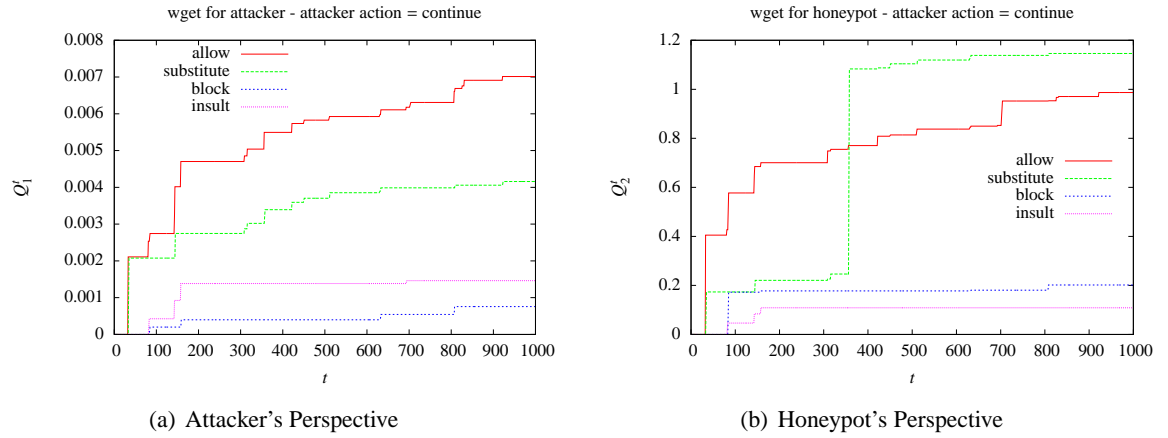 wget for attacker - attacker action = continue
0.008
0.007
0.006
0.005
0.004
0.003
0.002
0.001
0
Q_1^t
allow
substitute
block
insult
0 100 200 300 400 500 600 700 800 900 1000
t
(a) Attacker's Perspective
wget for honeypot - attacker action = continue
1.2
1
0.8
0.6
0.4
0.2
0
Q_2^t
allow
substitute
block
insult
0 100 200 300 400 500 600 700 800 900 1000
t
(b) Honeypot's Perspective